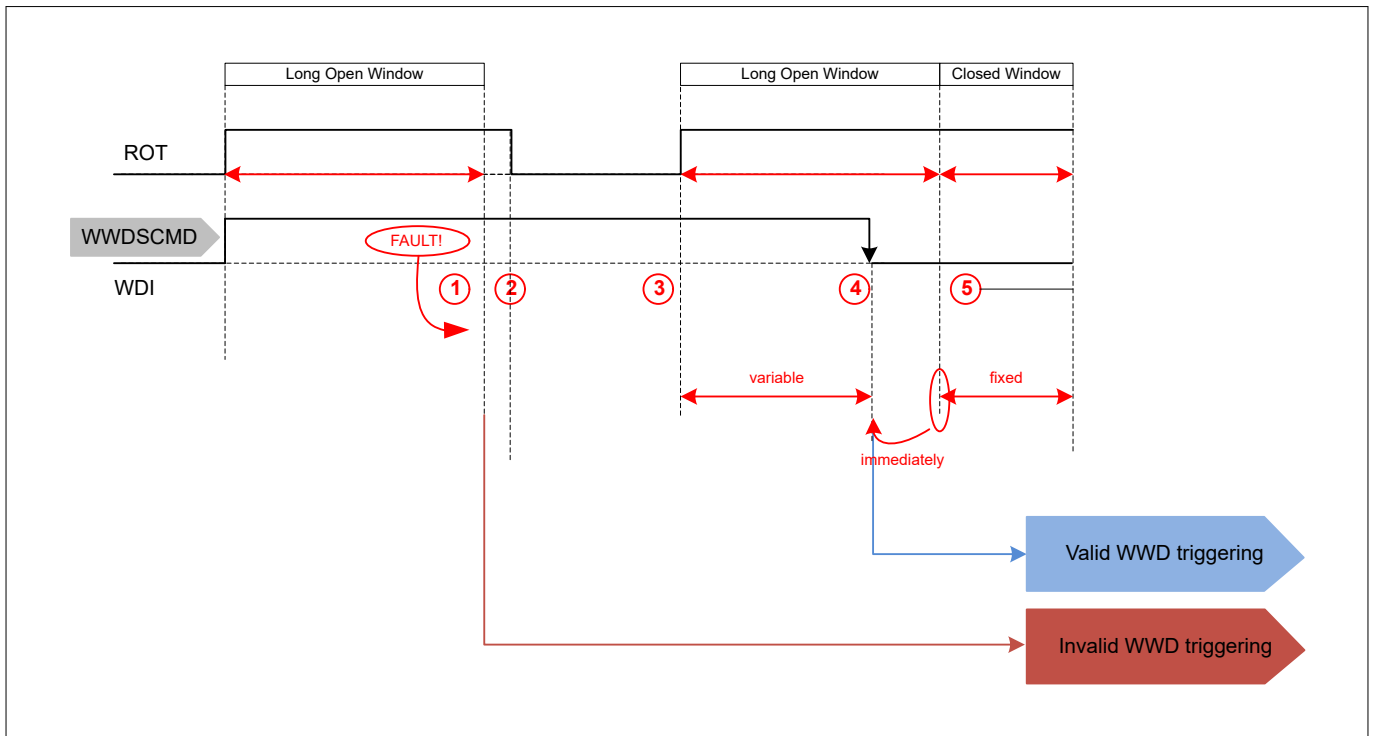 Long Open Window
Long Open Window
Closed Window
ROT
WWDSCMD
FAULT!
WDI
1
2
3
4
5
variable
fixed
immediately
Valid WWD triggering
Invalid WWD triggering